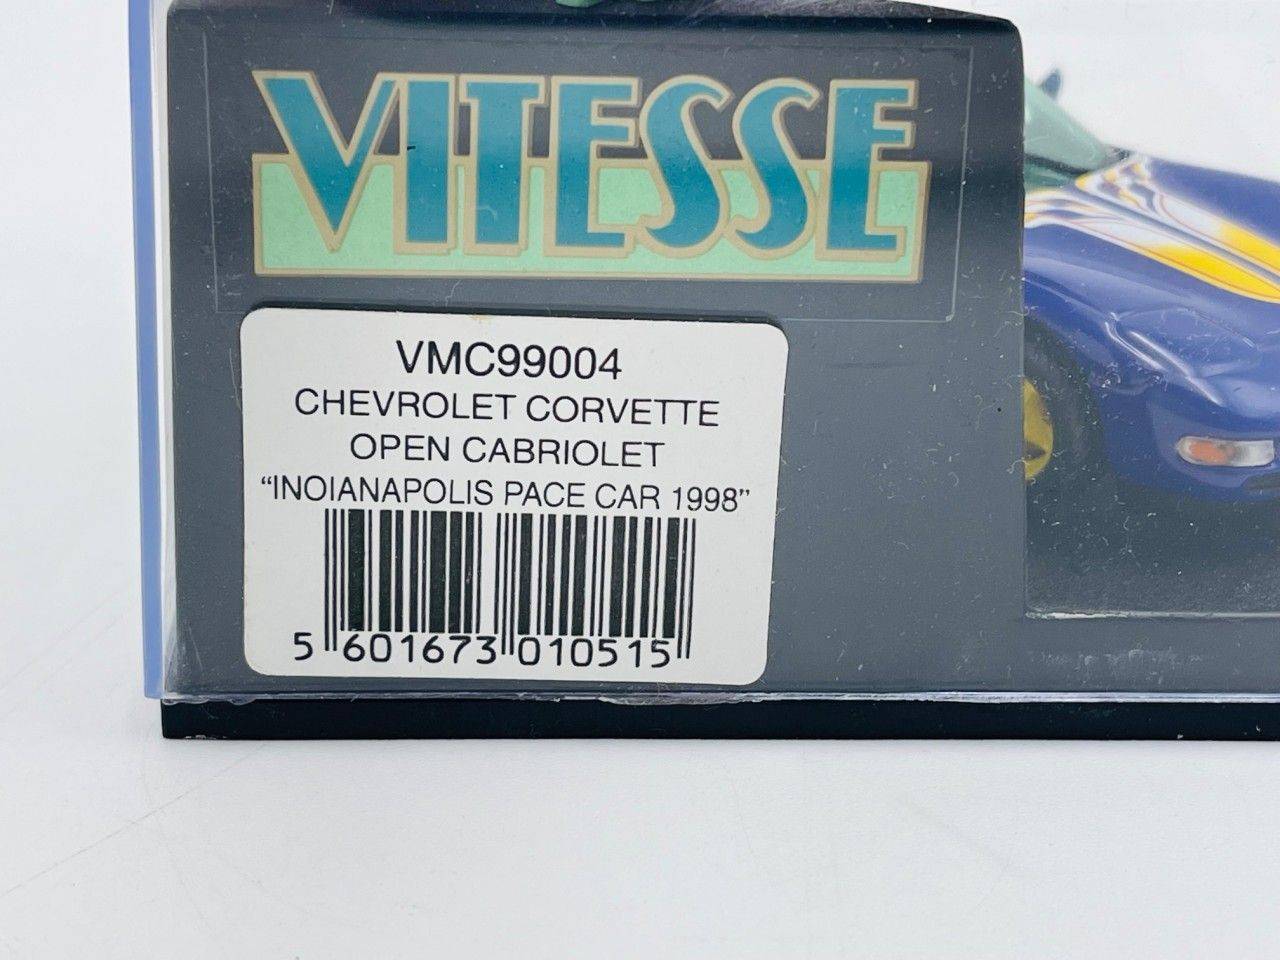 VITESSE
VMC99004
CHEVROLET CORVETTE
OPEN CABRIOLET
“INOIANAPOLIS PACE CAR 1998”
5 601673 010515